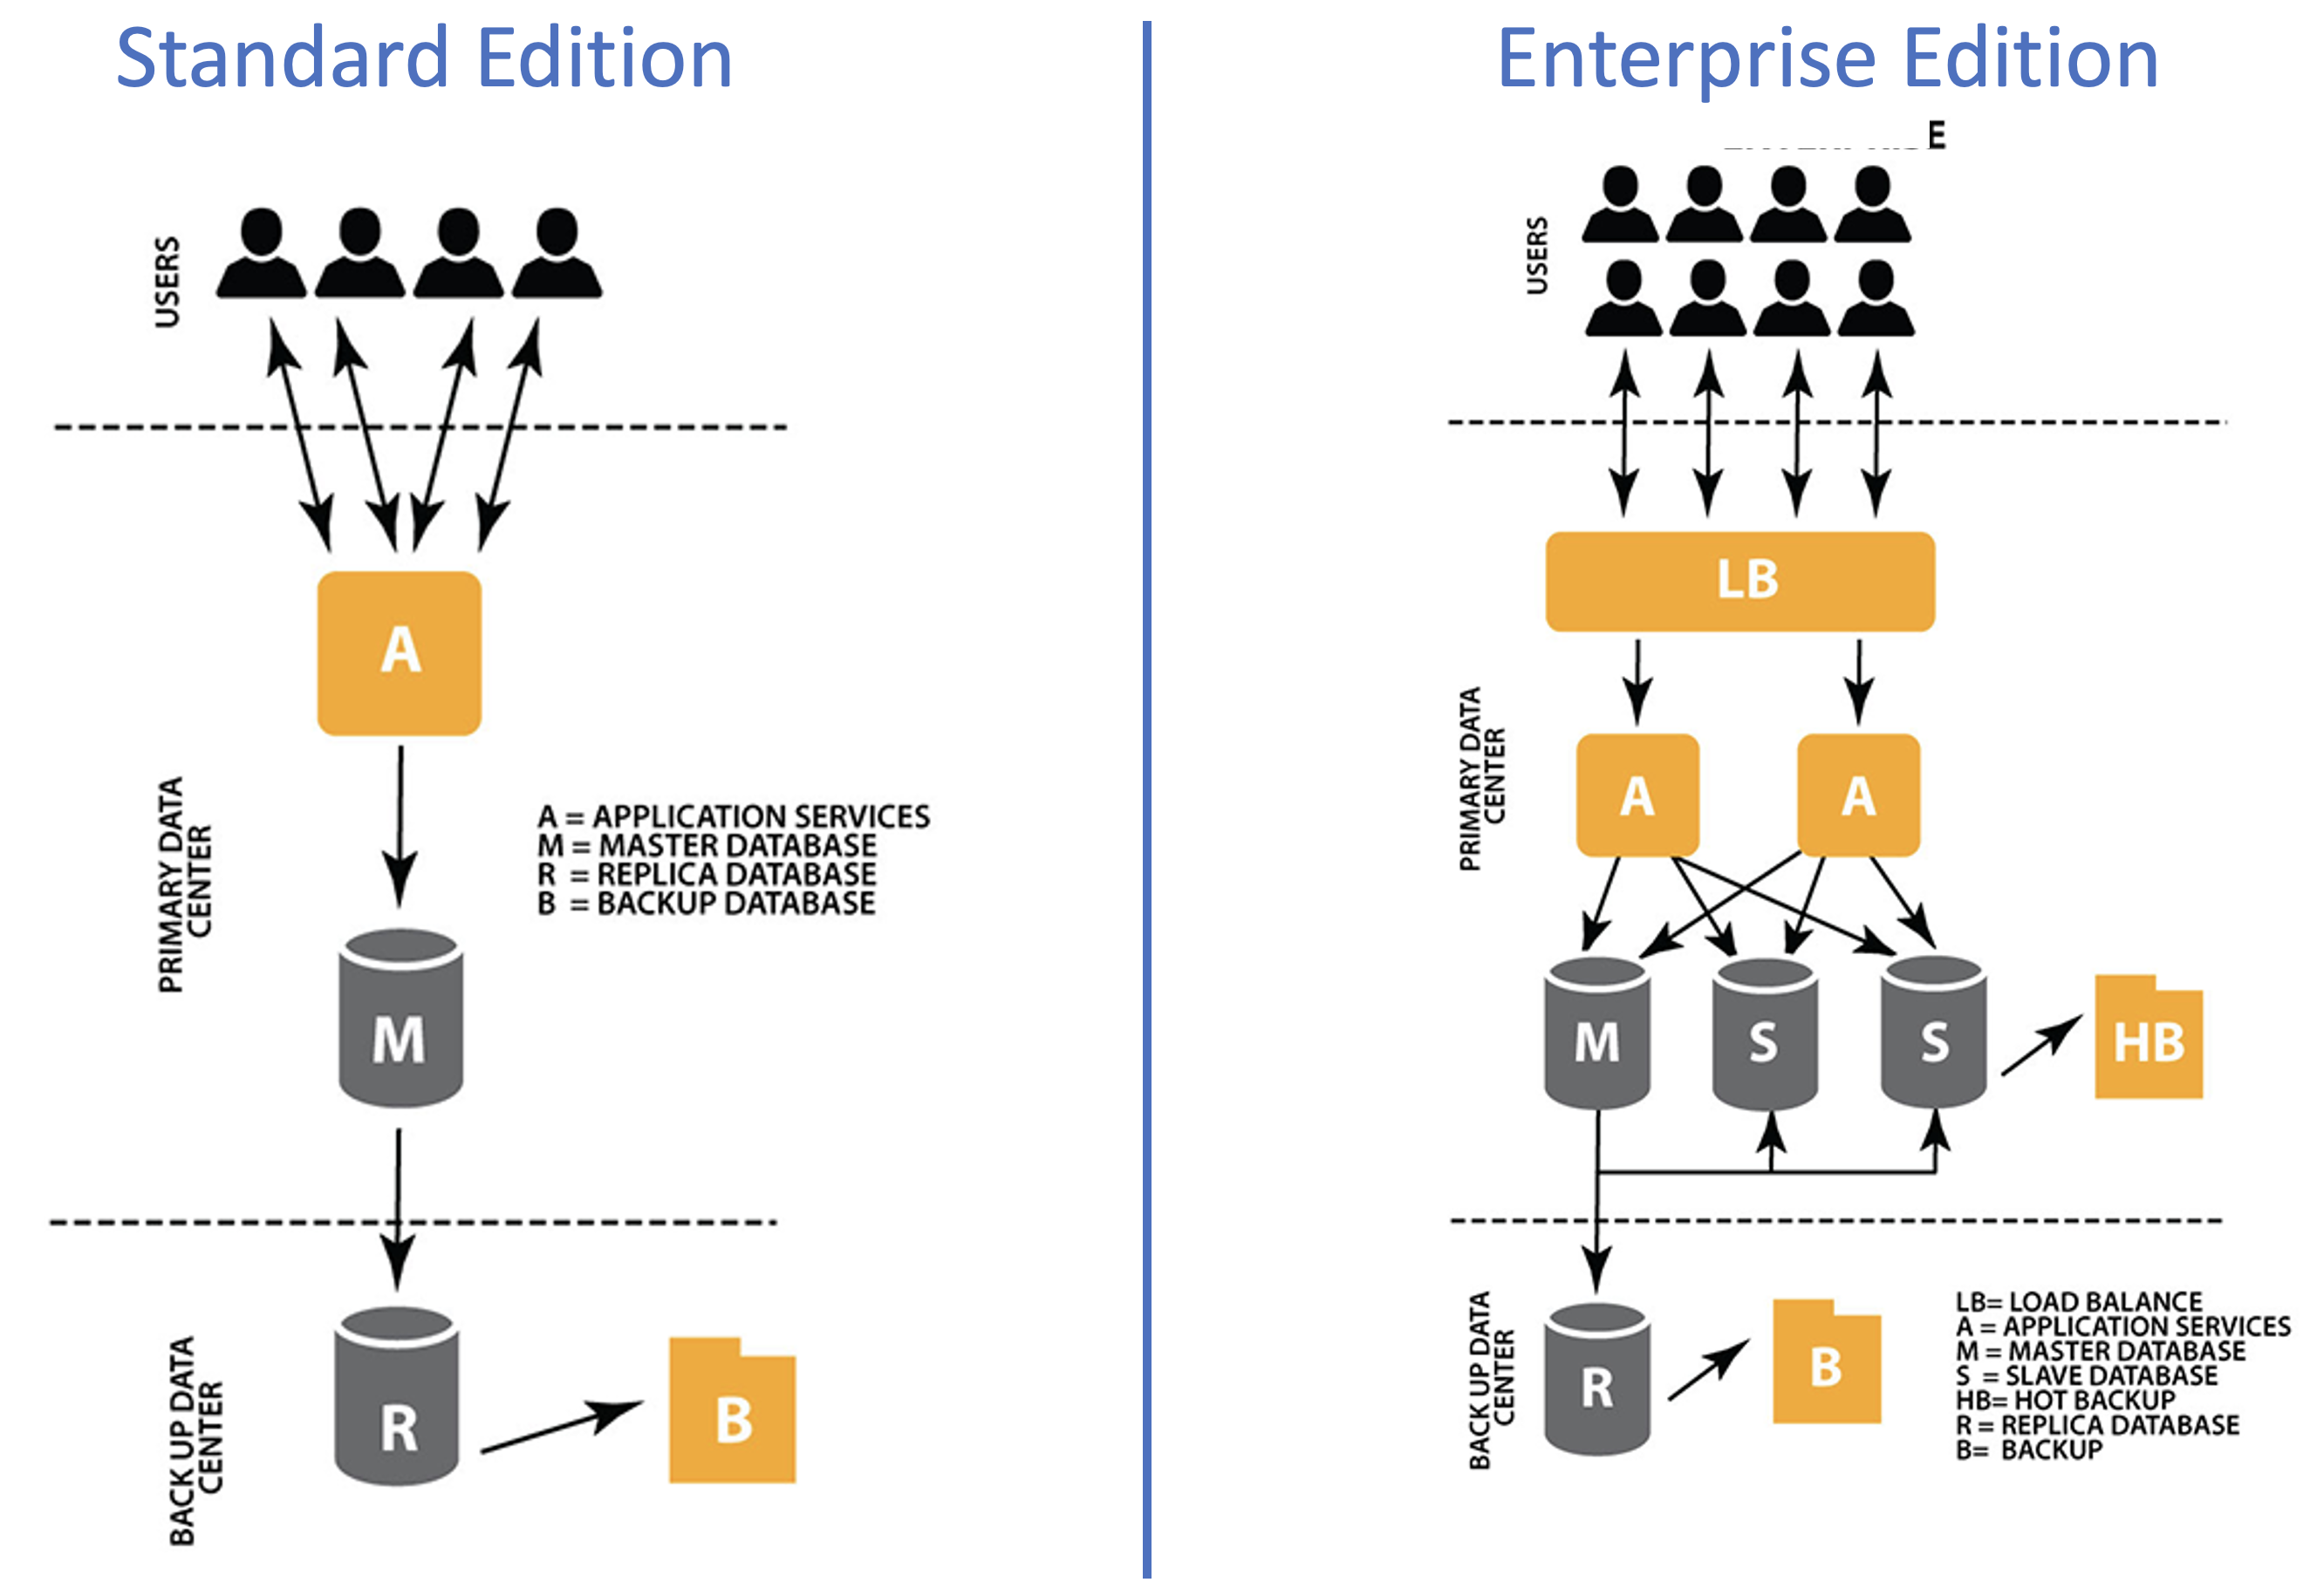 Standard Edition
USERS
A
PRIMARY DATA
CENTER
A = APPLICATION SERVICES
M = MASTER DATABASE
R = REPLICA DATABASE
B = BACKUP DATABASE
M
BACK UP DATA
CENTER
R
B
Enterprise Edition
E
USERS
LB
PRIMARY DATA
CENTER
A
A
M
S
S
HB
BACK UP DATA
CENTER
R
B
LB= LOAD BALANCE
A = APPLICATION SERVICES
M = MASTER DATABASE
S = SLAVE DATABASE
HB= HOT BACKUP
R = REPLICA DATABASE
B= BACKUP